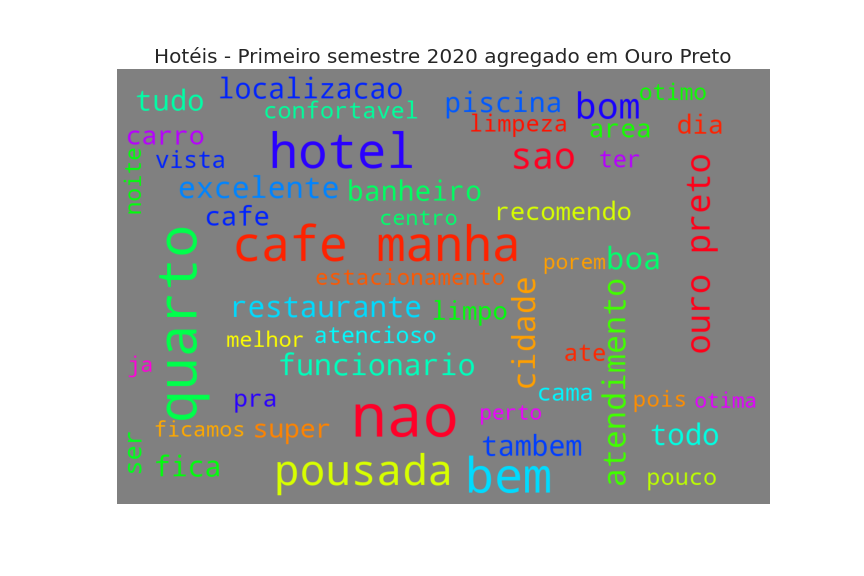 Hotéis - Primeiro semestre 2020 agregado em Ouro Preto
tudo
localizacao
confortavel
piscina
bom
otimo
carro
limpeza
area
dia
noite
vista
hotel
sao
ter
excelente
banheiro
cafe
centro
recomendo
ouro preto
quarto
cafe manha
porem
boa
estacionamento
restaurante
limpo
cidade
atendimento
melhor
atencioso
ja
funcionario
ate
pra
nao
perto
cama
pois
otima
ficamos
super
tambem
todo
ser
fica
pousada
bem
pouco